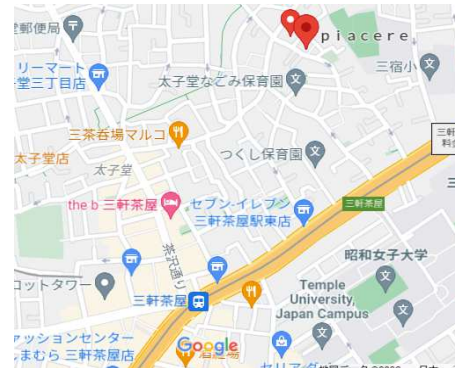 堂郵便局
piacere
リーマート
堂三丁目店
太子堂なごみ保育園
三宿小
三茶呑場マルコ
太子堂店
太子堂
つくし保育園
the b 三軒茶屋
セブン-イレブン
三軒茶屋駅東店
三軒茶屋
茶沢通り
昭和女子大学
コットタワー
三軒茶屋
Temple
University,
Japan Campus
ァッションセンター
しまむら 三軒茶屋店
Google